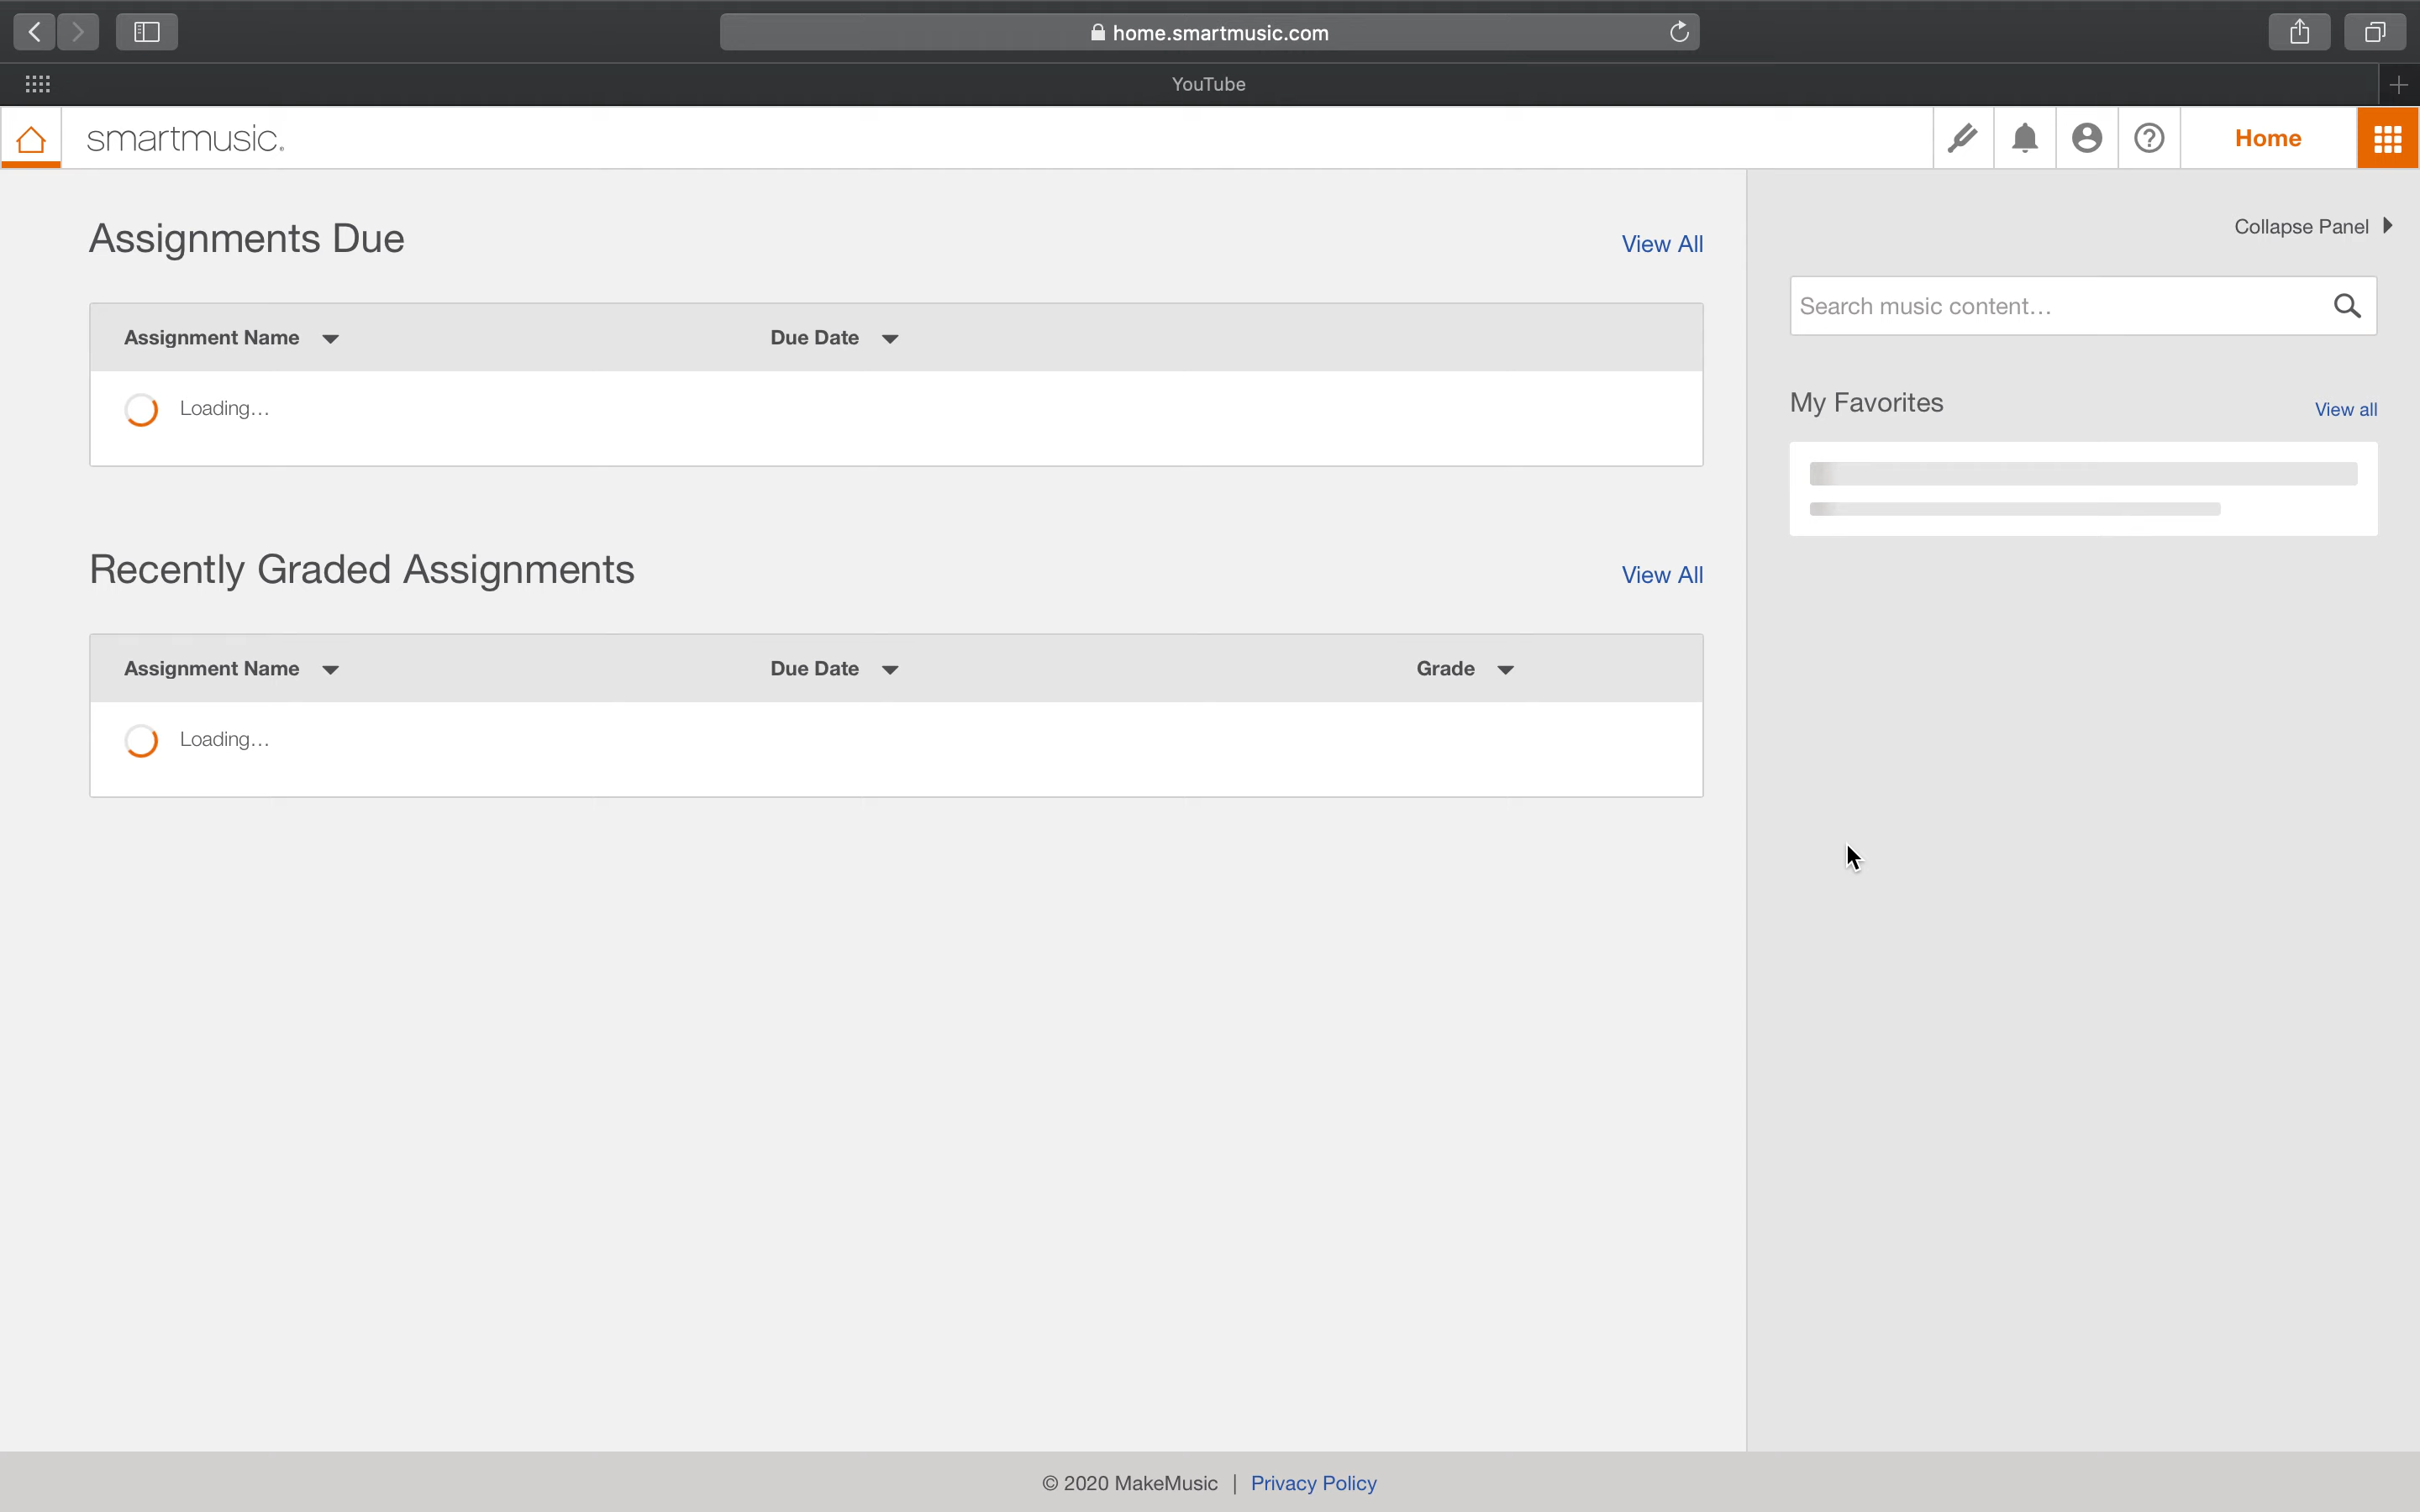 home.smartmusic.com
YouTube
smartmusic.
Home
Assignments Due
View All
Collapse Panel
Search music content...
Assignment Name
Due Date
Loading...
My Favorites
View all
Recently Graded Assignments
View All
Assignment Name
Due Date
Grade
Loading...
© 2020 MakeMusic | Privacy Policy